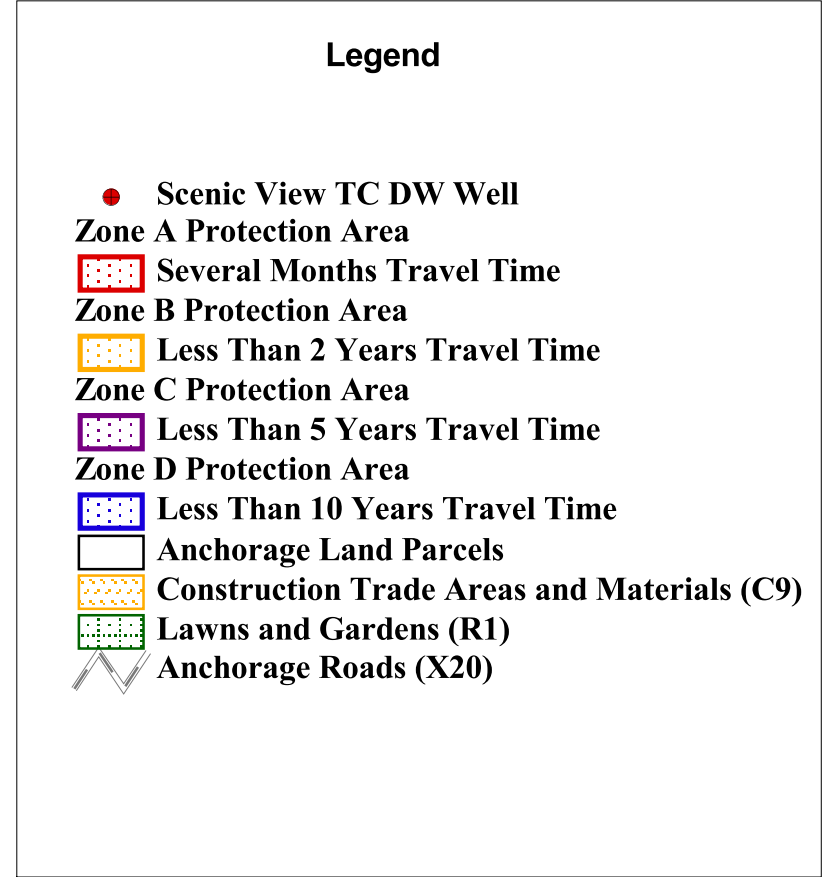 Legend
Scenic View TC DW Well
Zone A Protection Area
Several Months Travel Time
Zone B Protection Area
Less Than 2 Years Travel Time
Zone C Protection Area
Less Than 5 Years Travel Time
Zone D Protection Area
Less Than 10 Years Travel Time
Anchorage Land Parcels
Construction Trade Areas and Materials (C9)
Lawns and Gardens (R1)
Anchorage Roads (X20)